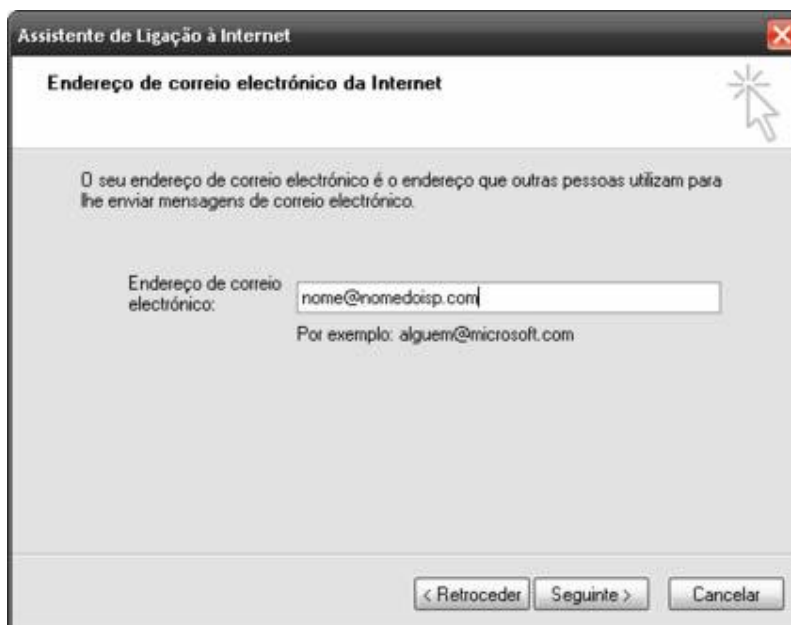 Assistente de Ligação à Internet
Endereço de correio electrónico da Internet
O seu endereço de correio electrónico é o endereço que outras pessoas utilizam para
lhe enviar mensagens de correio electrónico.
Endereço de correio
electrónico:
nome@nomedoisp.com
Por exemplo: alguem@microsoft.com
< Retroceder
Seguinte >
Cancelar